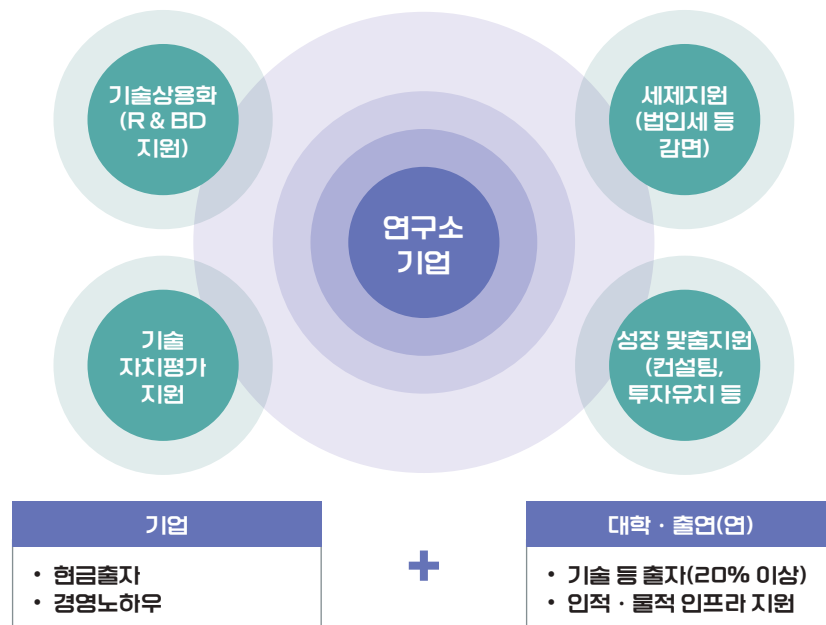 기술상용화
(R & BD
지원)
세제지원
(법인세 등
감면)
연구소
기업
기술
자치평가
지원
성장 맞춤지원
(컨설팅,
투자유치 등
기업
• 현금출자
• 경영노하우
+
대학 · 출연(연)
• 기술 등 출자(20% 이상)
• 인적 · 물적 인프라 지원